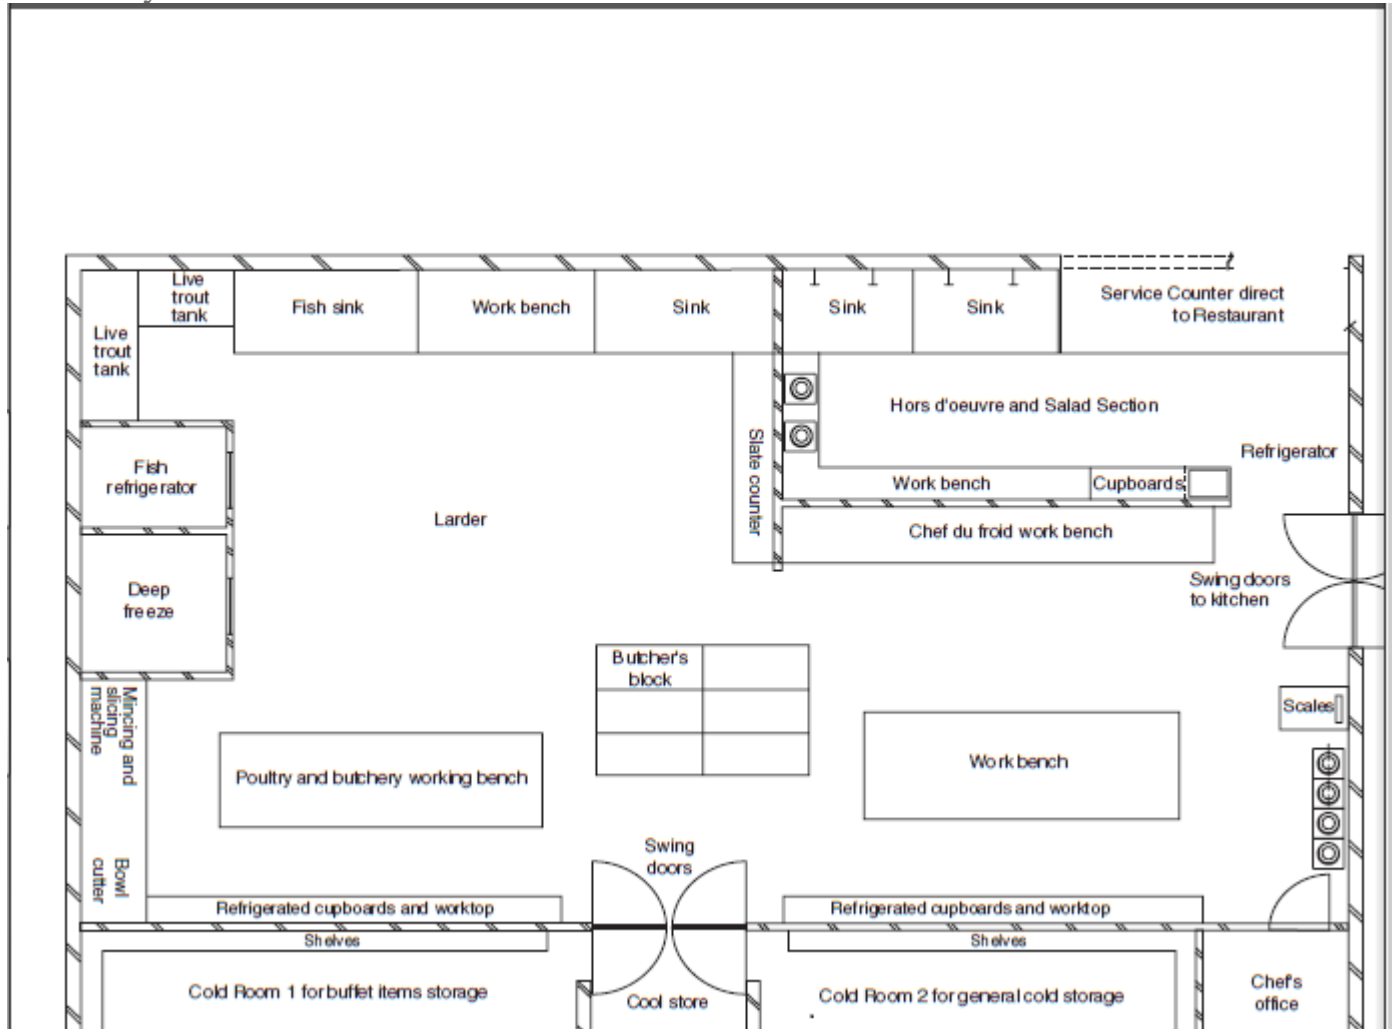 Live
trout
tank
Live
trout
tank
Fish sink
Work bench
Sink
Sink
Sink
Service Counter direct
to Restaurant
Hors d'oeuvre and Salad Section
Slate counter
Refrigerator
Fish
refrigerator
Work bench
Cupboards
Larder
Chef du froid work bench
Deep
freeze
Swing doors
to kitchen
Butcher's
block
Mincing and
slicing
machine
Scales
Poultry and butchery working bench
Work bench
Swing
doors
Bowl
cutter
Refrigerated cupboards and worktop
Refrigerated cupboards and worktop
Shelves
Shelves
Cold Room 1 for buffet items storage
Cool store
Cold Room 2 for general cold storage
Chef's
office